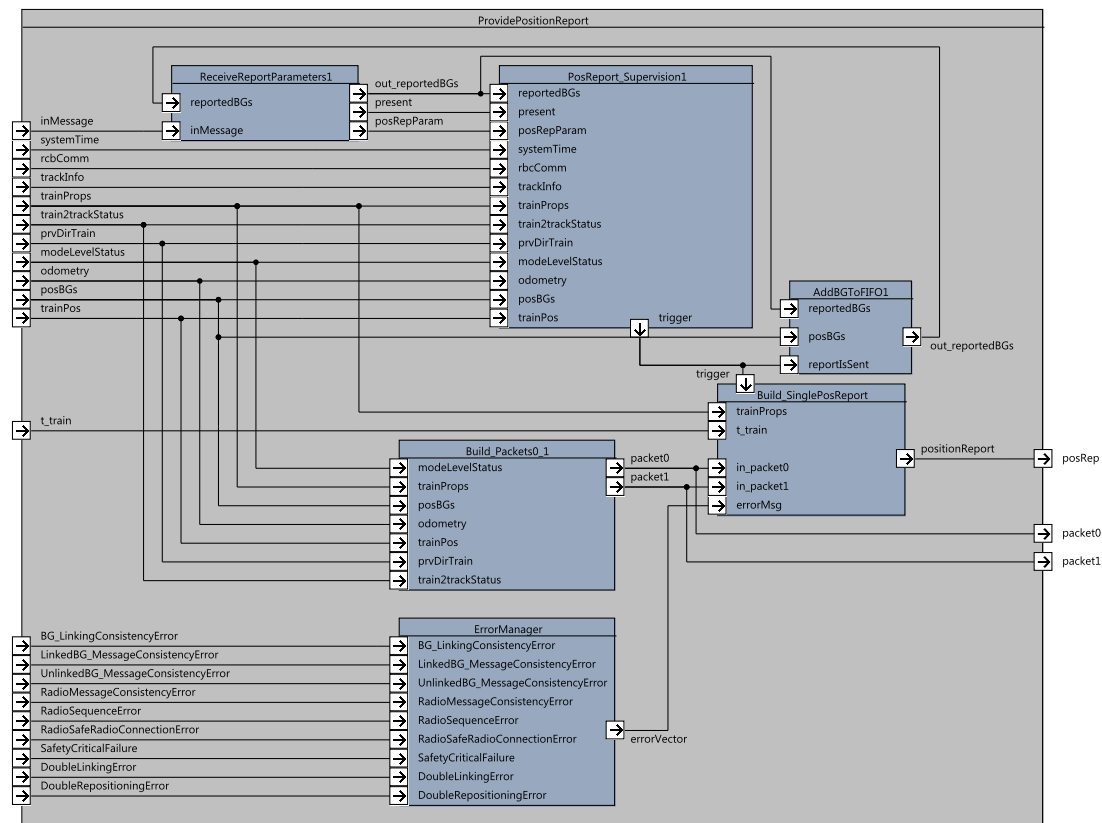 ProvidePositionReport
ReceiveReportParameters1
reportedBGs
inMessage
out_reportedBGs
present
posRepParam
PosReport_Supervision1
reportedBGs
present
posRepParam
systemTime
rbcComm
trackInfo
trainProps
train2trackStatus
prvDirTrain
modeLevelStatus
odometry
posBGs
trainPos
trigger
inMessage
systemTime
rcbComm
trackInfo
trainProps
train2trackStatus
prvDirTrain
modeLevelStatus
odometry
posBGs
trainPos
AddBGToFIFO1
reportedBGs
posBGs
reportIsSent
out_reportedBGs
trigger
Build_SinglePosReport
trainProps
t_train
in_packet0
in_packet1
errorMsg
positionReport
posRep
packet0
packet1
t_train
Build_Packets0_1
modeLevelStatus
trainProps
posBGs
odometry
trainPos
prvDirTrain
train2trackStatus
packet0
packet1
ErrorManager
BG_LinkingConsistencyError
LinkedBG_MessageConsistencyError
UnlinkedBG_MessageConsistencyError
RadioMessageConsistencyError
RadioSequenceError
RadioSafeRadioConnectionError
SafetyCriticalFailure
DoubleLinkingError
DoubleRepositioningError
BG_LinkingConsistencyError
LinkedBG_MessageConsistencyError
UnlinkedBG_MessageConsistencyError
RadioMessageConsistencyError
RadioSequenceError
RadioSafeRadioConnectionError
SafetyCriticalFailure
DoubleLinkingError
DoubleRepositioningError
errorVector